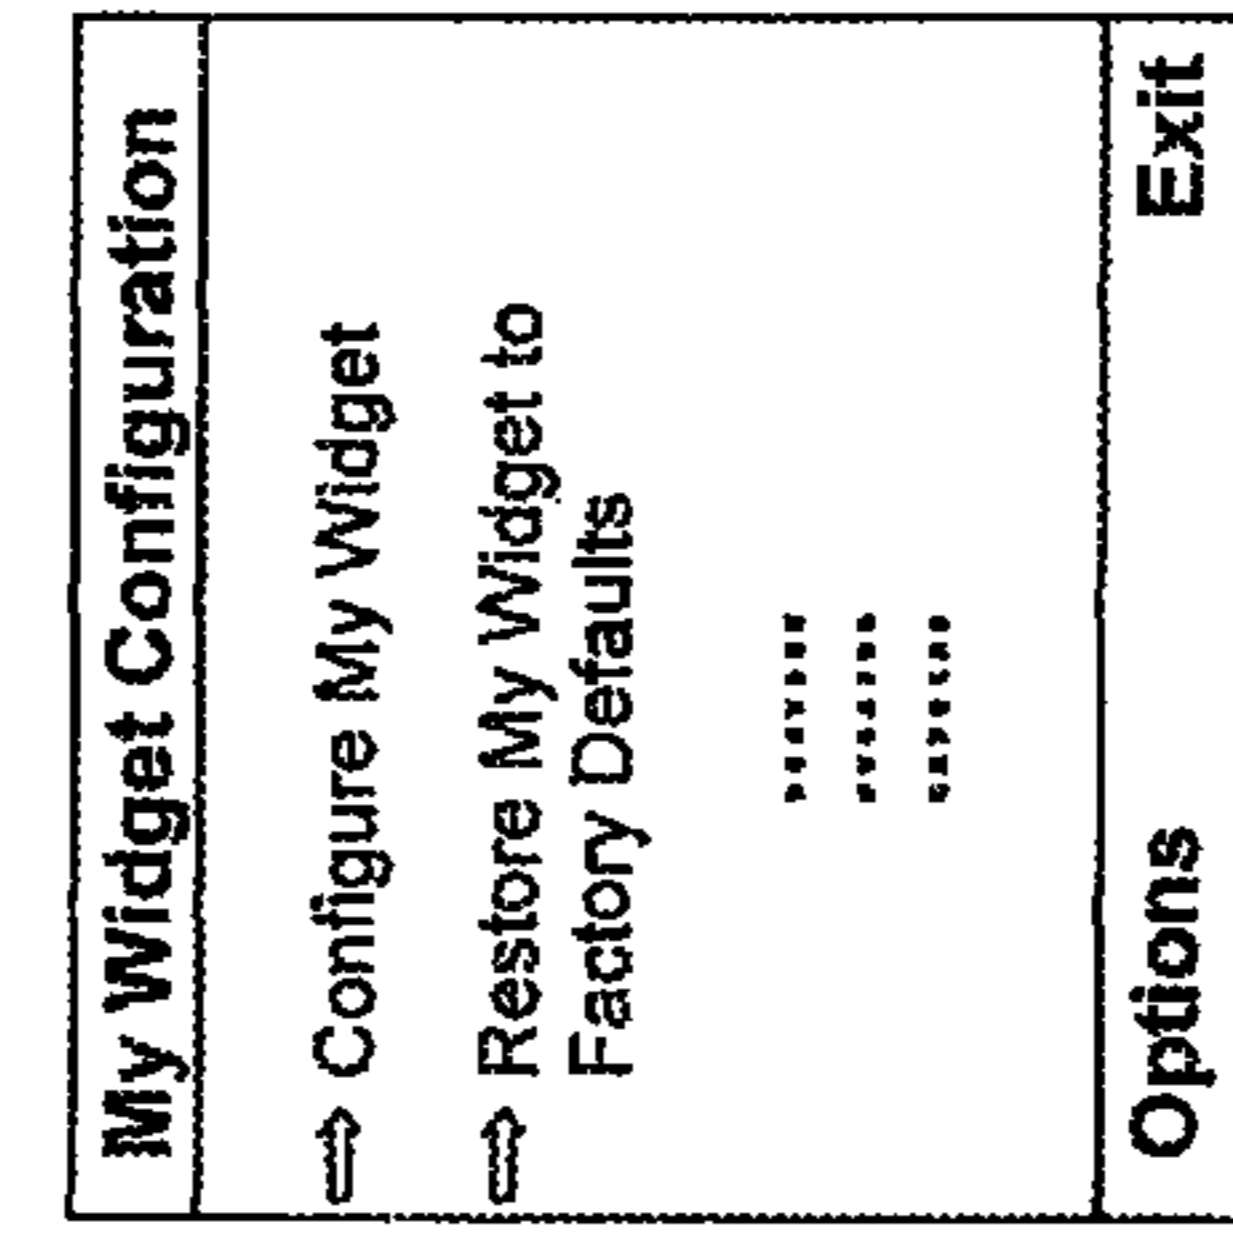 My Widget Configuration
⇨ Configure My Widget
⇨ Restore My Widget to
Factory Defaults
.......
.......
.......
Options Exit